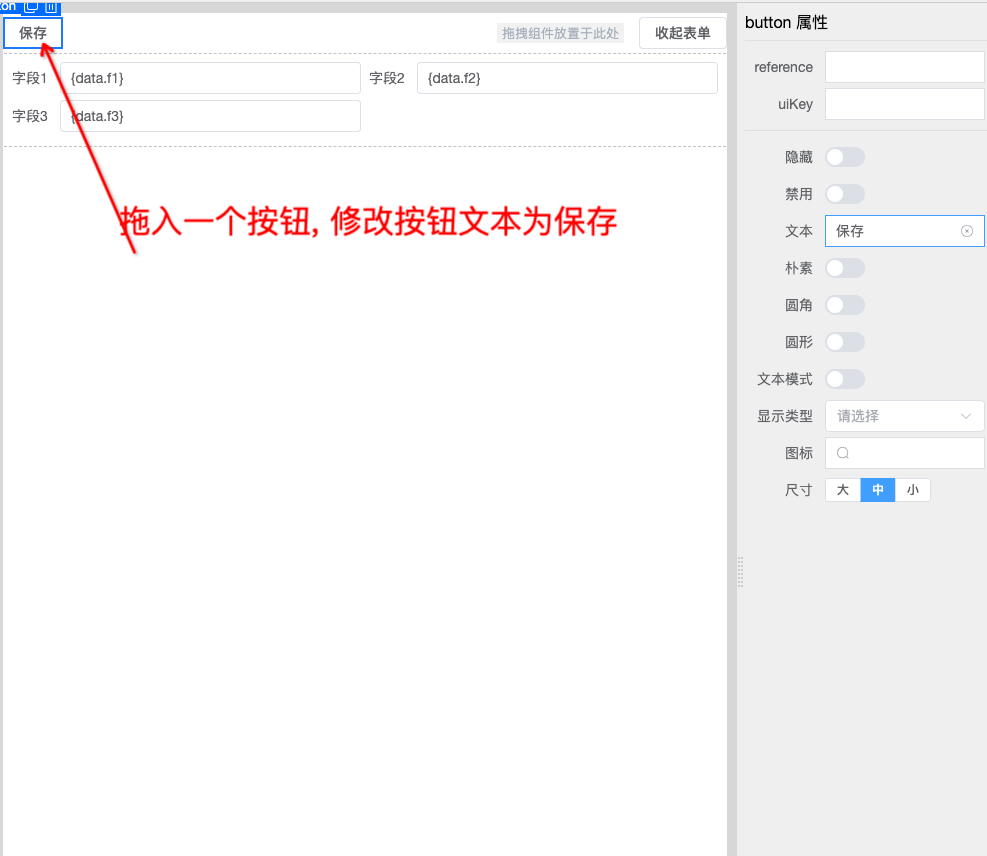 on
保存
拖拽组件放置于此处
收起表单
字段1
{data.f1}
字段2
{data.f2}
字段3
{data.f3}
拖入一个按钮, 修改按钮文本为保存
button 属性
reference
uiKey
隐藏
禁用
文本
保存
朴素
圆角
圆形
文本模式
显示类型
请选择
图标
尺寸
大
中
小